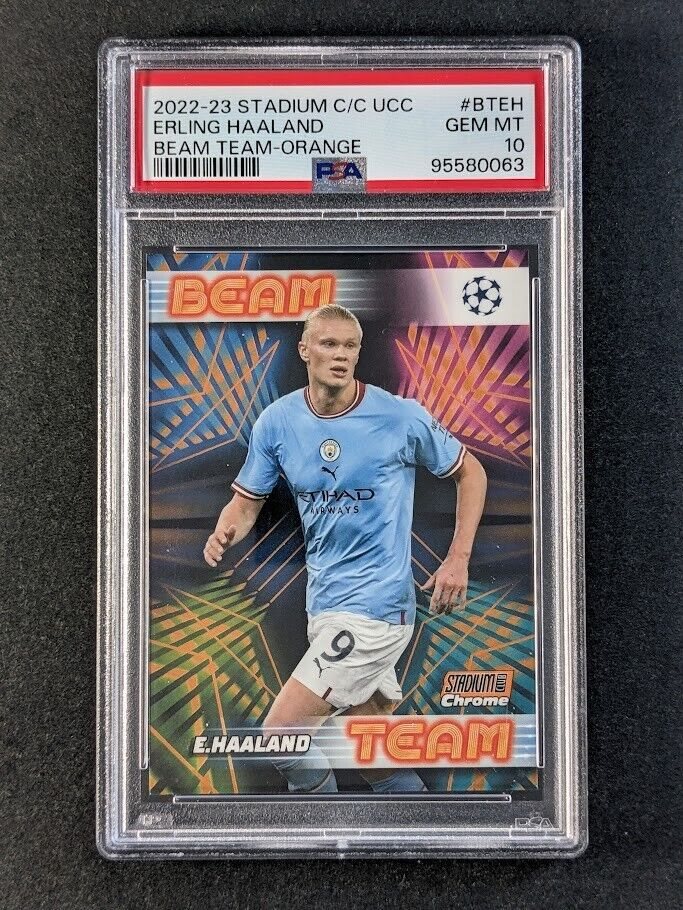 2022-23 STADIUM C/C UCC #BTEH
ERLING HAALAND GEM MT
BEAM TEAM-ORANGE 10
PSA 95580063
BEAM
ETIHAD
AIRWAYS
9
STADIUM CLUB
Chrome
E.HAALAND TEAM
PSA